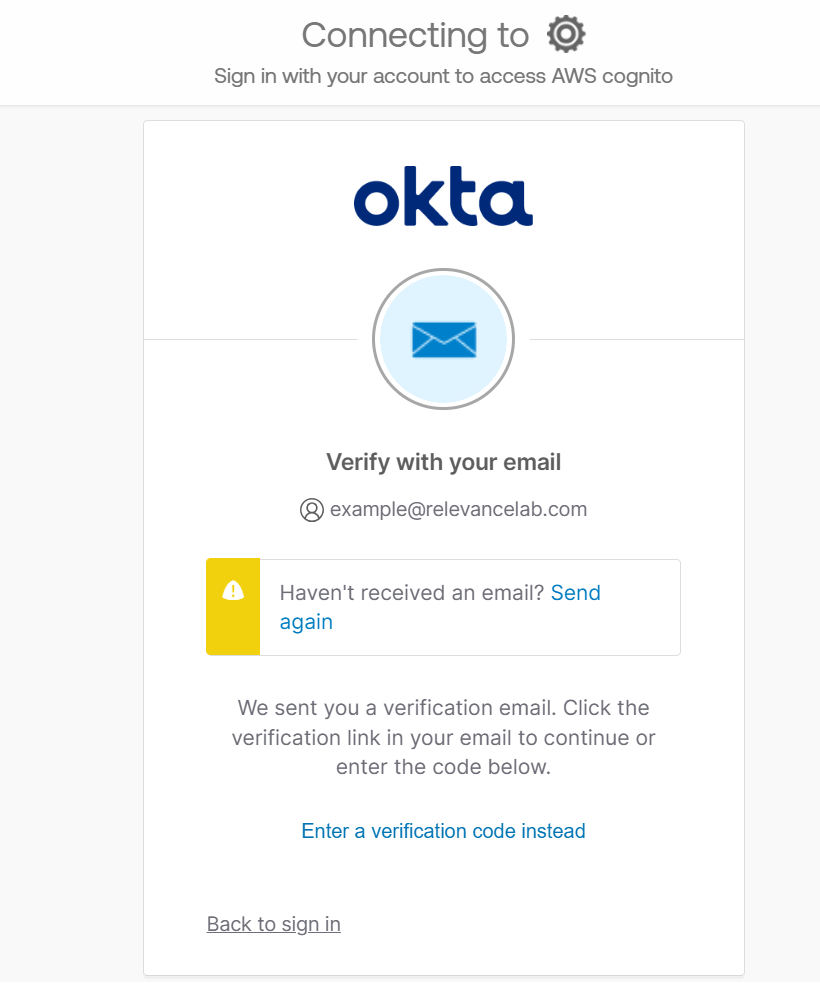 Connecting to
Sign in with your account to access AWS cognito
okta
Verify with your email
example@relevancelab.com
Haven't received an email? Send
again
We sent you a verification email. Click the
verification link in your email to continue or
enter the code below.
Enter a verification code instead
Back to sign in